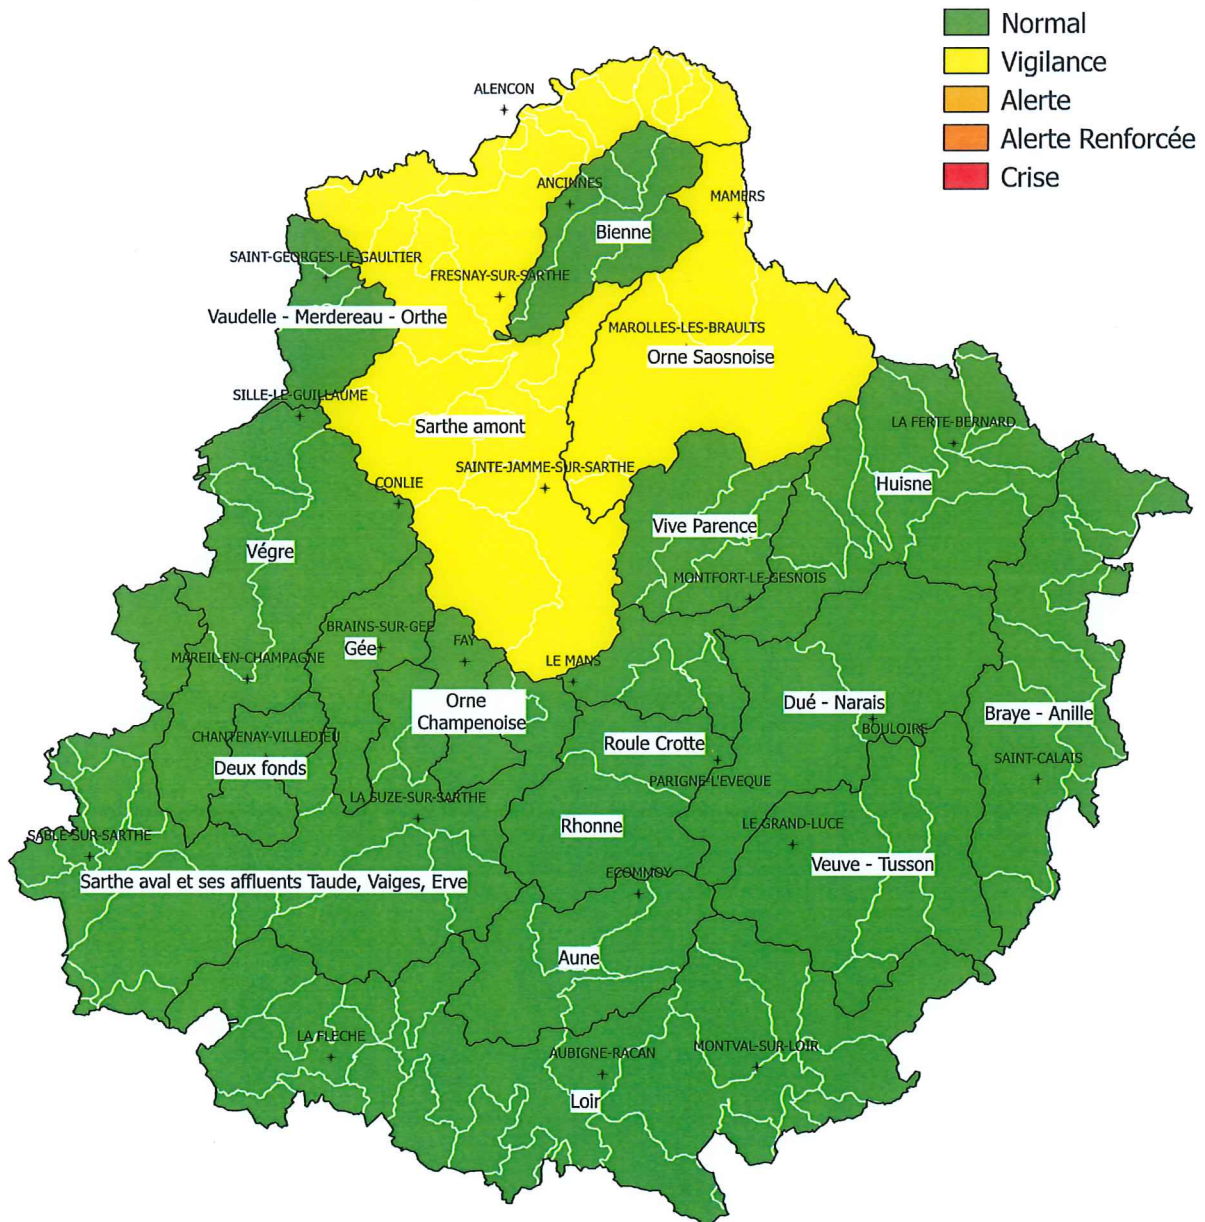 Normal
Vigilance
Alerte
Alerte Renforcée
Crise
ALENCON
ANCINNES
MAMERS
Bienne
SAINT-GEORGES-LE-GAULTIER
FRESNAY-SUR-SARTHE
Vaudelle - Merdereau - Orthe
MAROLLES-LES-BRAULTS
Orne Saosnoise
SILLE-LE-GUILLAUME
Sarthe amont
LA FERTE-BERNARD
SAINTE-JAMME-SUR-SARTHE
CONLIE
Huisne
Vive Parence
Végre
MONTFORT-LE-GESNOIS
BRAINS-SUR-GEE
Gée
FAY
MAREIL-EN-CHAMPAGNE
LE MANS
Orne
Champenoise
Dué - Narais
Braye - Anille
BOULOIRE
CHANTENAY-VILLEDIEU
Roule Crotte
Deux fonds
SAINT-CALAIS
PARIGNE-L'EVEQUE
LA SUZE-SUR-SARTHE
Rhonne
LE GRAND-LUCE
SABLE-SUR-SARTHE
Veuve - Tusson
Sarthe aval et ses affluents Taude, Vaiges, Erve
ECOMMOY
Aune
LA FLECHE
AUBIGNE-RACAN
MONTVAL-SUR-LOIR
Loir